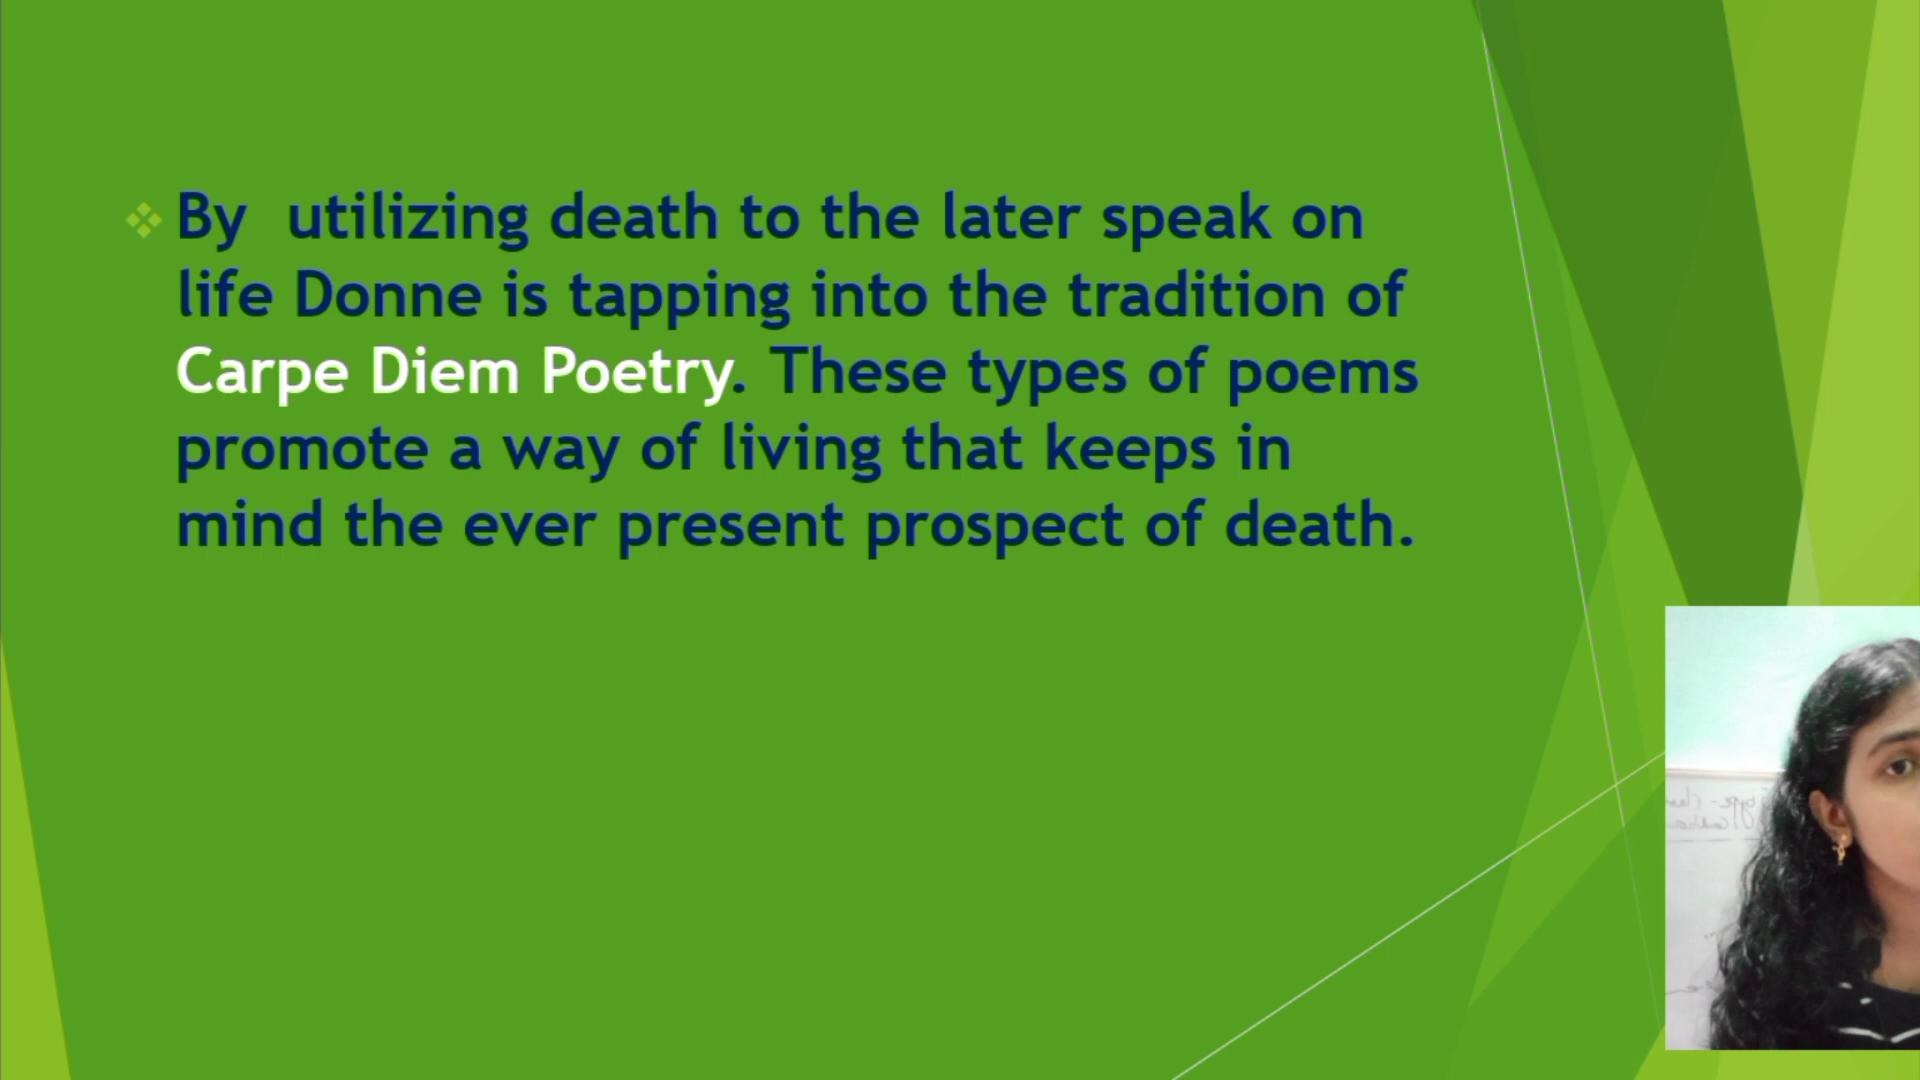 By utilizing death to the later speak on
life Donne is tapping into the tradition of
Carpe Diem Poetry. These types of poems
promote a way of living that keeps in
mind the ever present prospect of death.